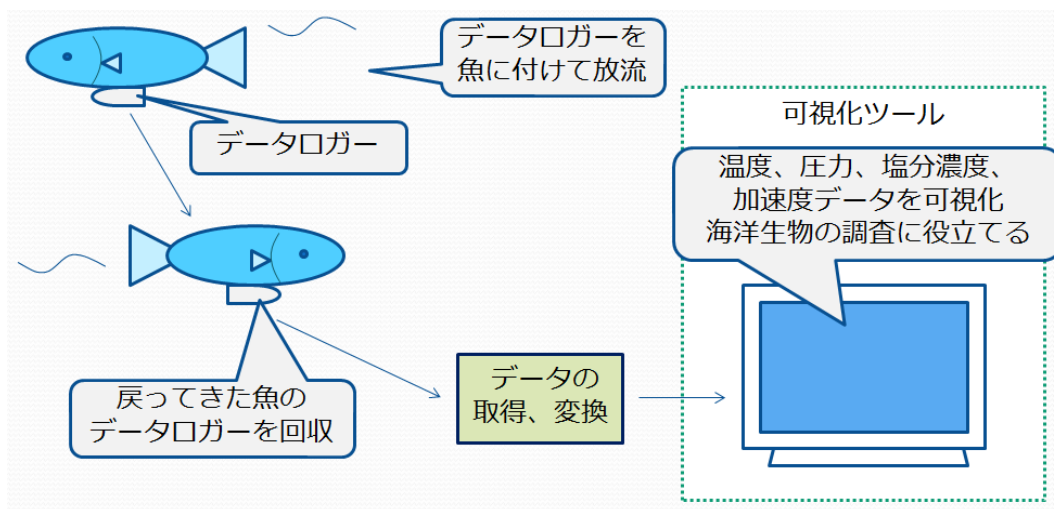 データロガーを
魚に付けて放流
データロガー
可視化ツール
温度、圧力、塩分濃度、
加速度データを可視化
海洋生物の調査に役立てる
戻ってきた魚の
データロガーを回収
データの
取得、変換